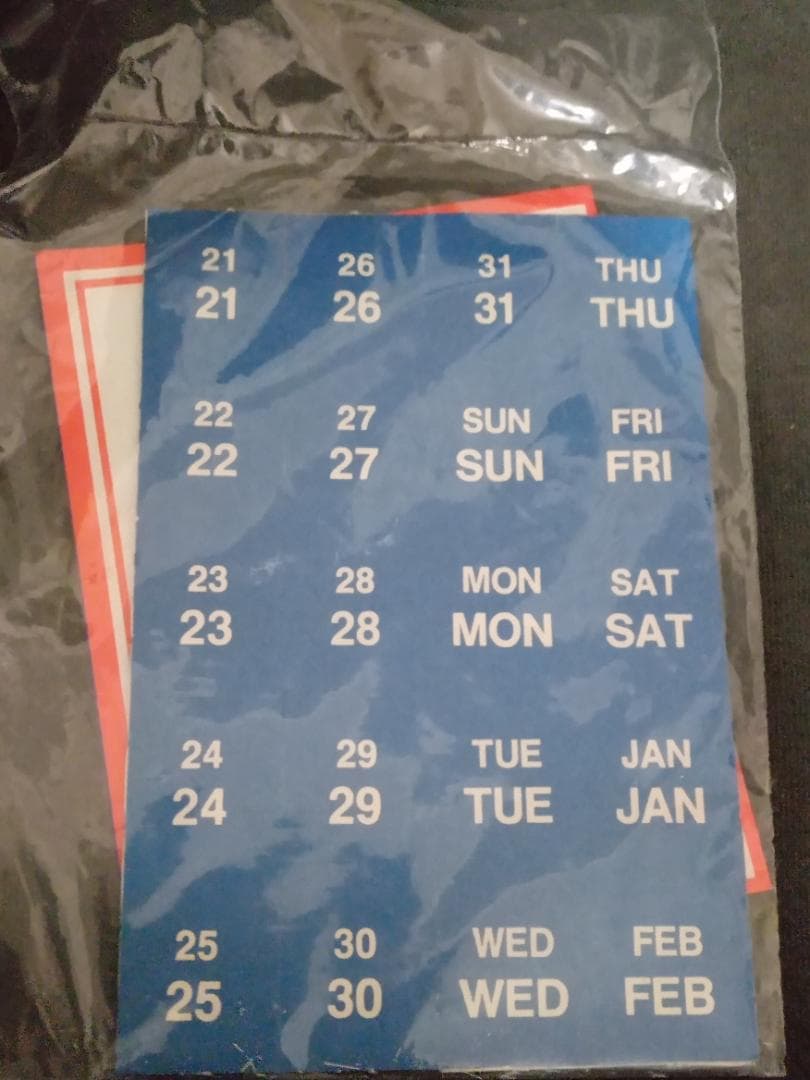 21 26 31 THU
21 26 31 THU
22 27 SUN FRI
22 27 SUN FRI
23 28 MON SAT
23 28 MON SAT
24 29 TUE JAN
24 29 TUE JAN
25 30 WED FEB
25 30 WED FEB